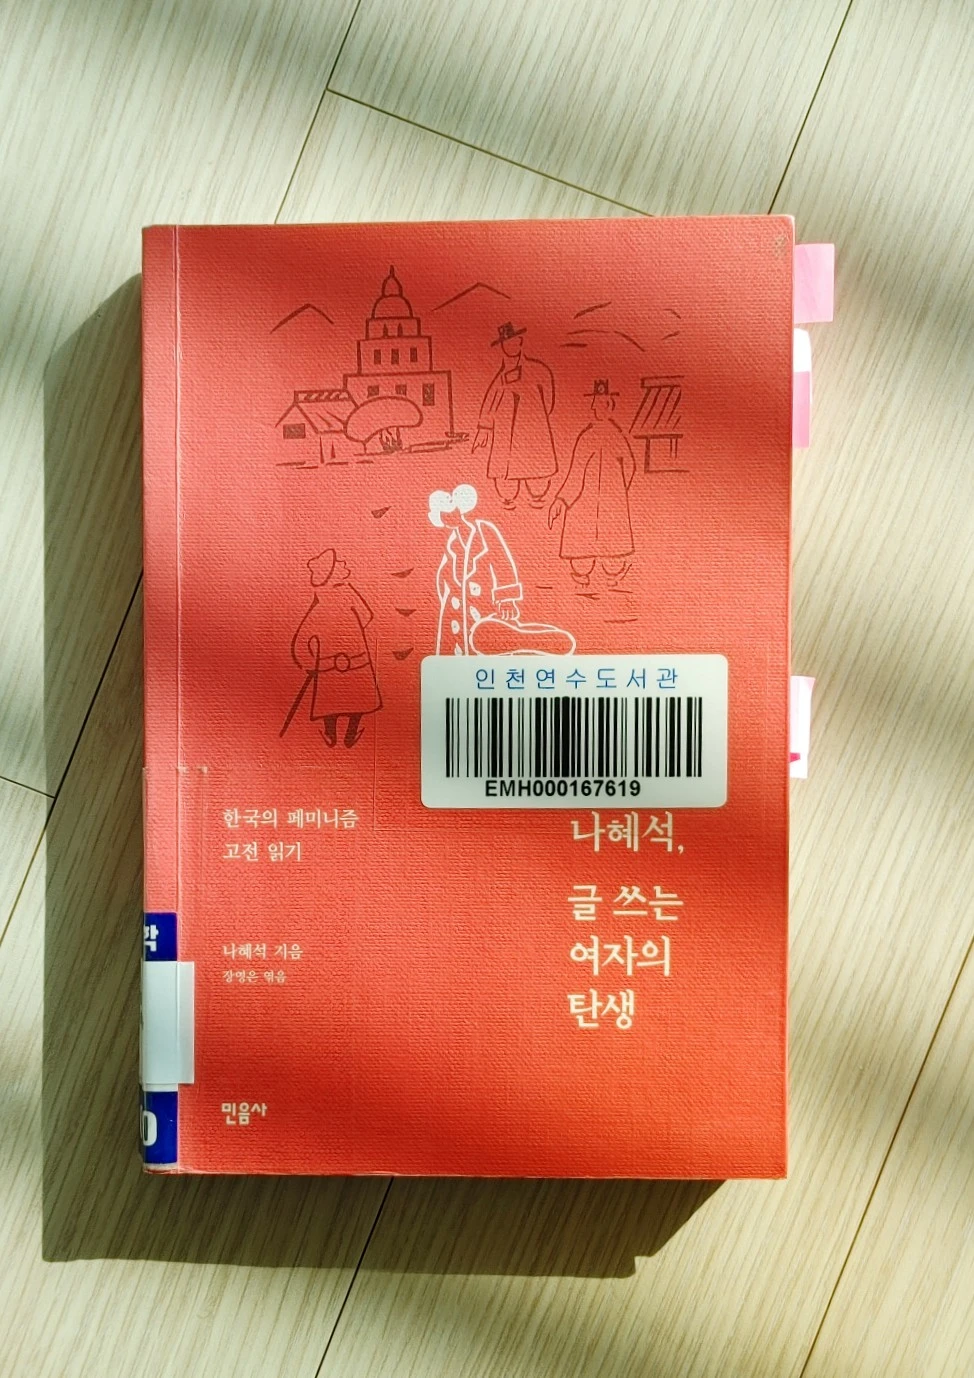 인천연수도서관
EMH000167619
한국의 페미니즘
고전 읽기
나혜석,
글 쓰는
여자의
탄생
나혜석 지음
장영은 엮음
민음사
학
0